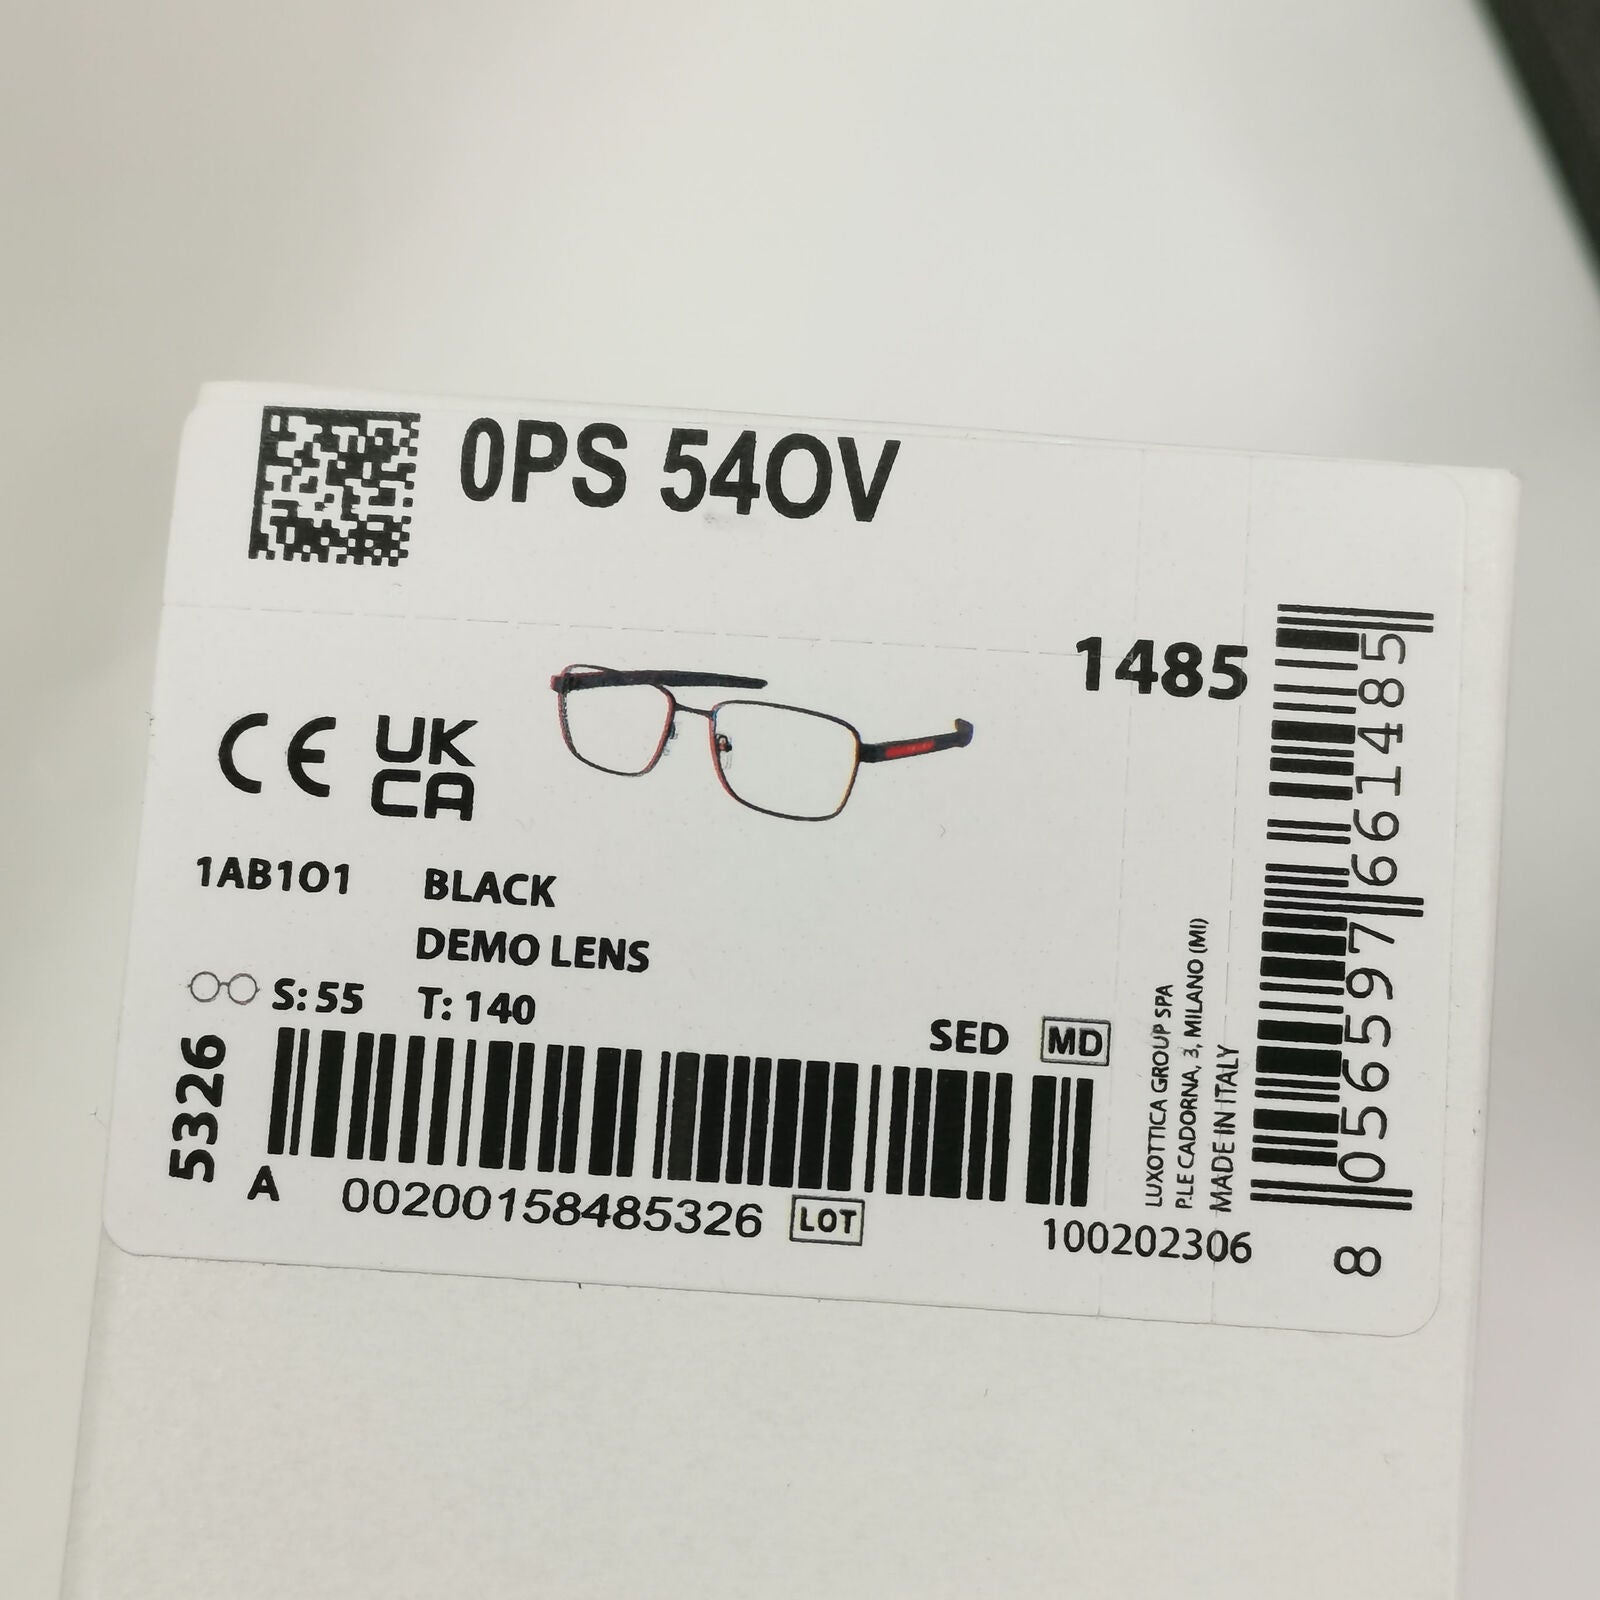 0PS 54OV
1485
CE UK
CA
1AB1O1 BLACK
DEMO LENS
S: 55 T: 140
SED MD
5326
A 00200158485326 LOT
100202306
LUXOTTICA GROUP SPA
P.LE CADORNA, 3, MILANO (MI)
MADE IN ITALY
8 056597 661485